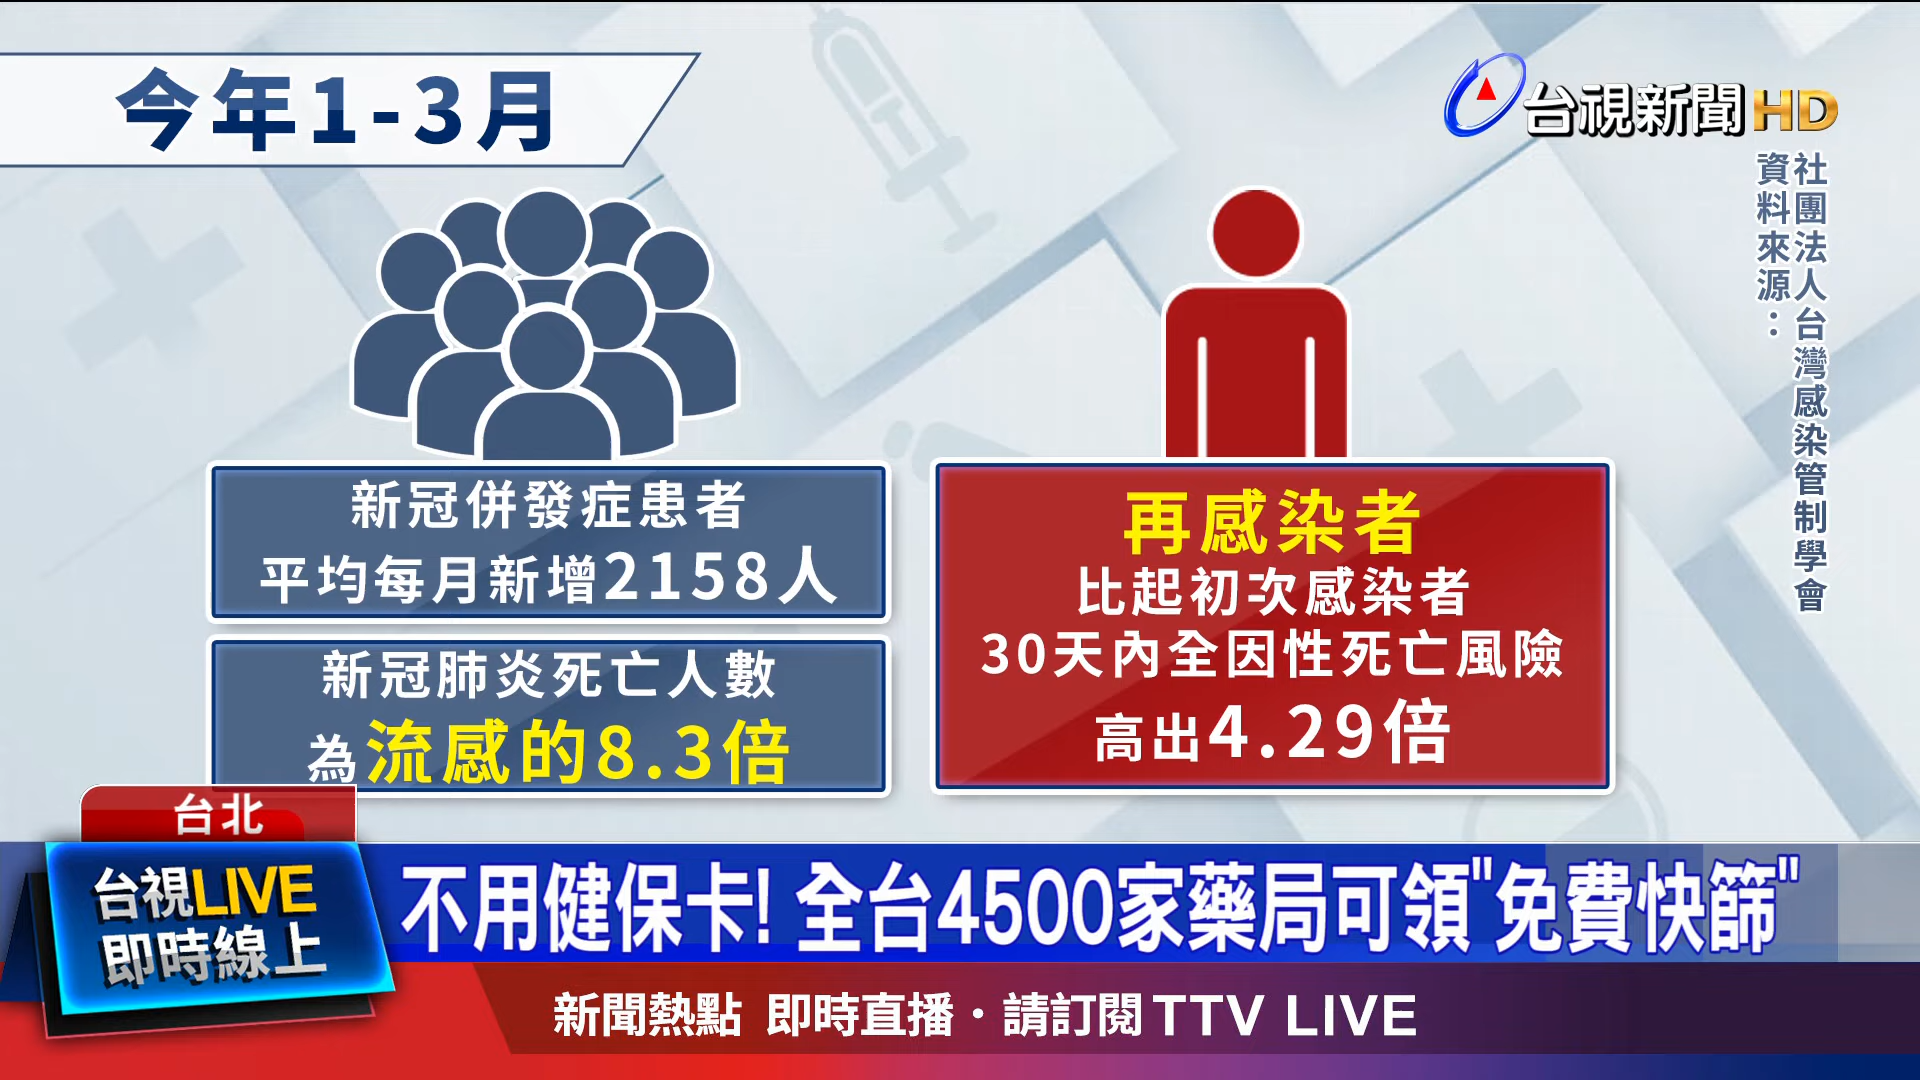 今年1-3月
台視新聞HD
資料來源：
社團法人台灣感染管制學會
新冠併發症患者
平均每月新增2158人
新冠肺炎死亡人數
為流感的8.3倍
再感染者
比起初次感染者
30天內全因性死亡風險
高出4.29倍
台北
台視LIVE
即時線上
不用健保卡! 全台4500家藥局可領"免費快篩"
新聞熱點 即時直播·請訂閱TTV LIVE